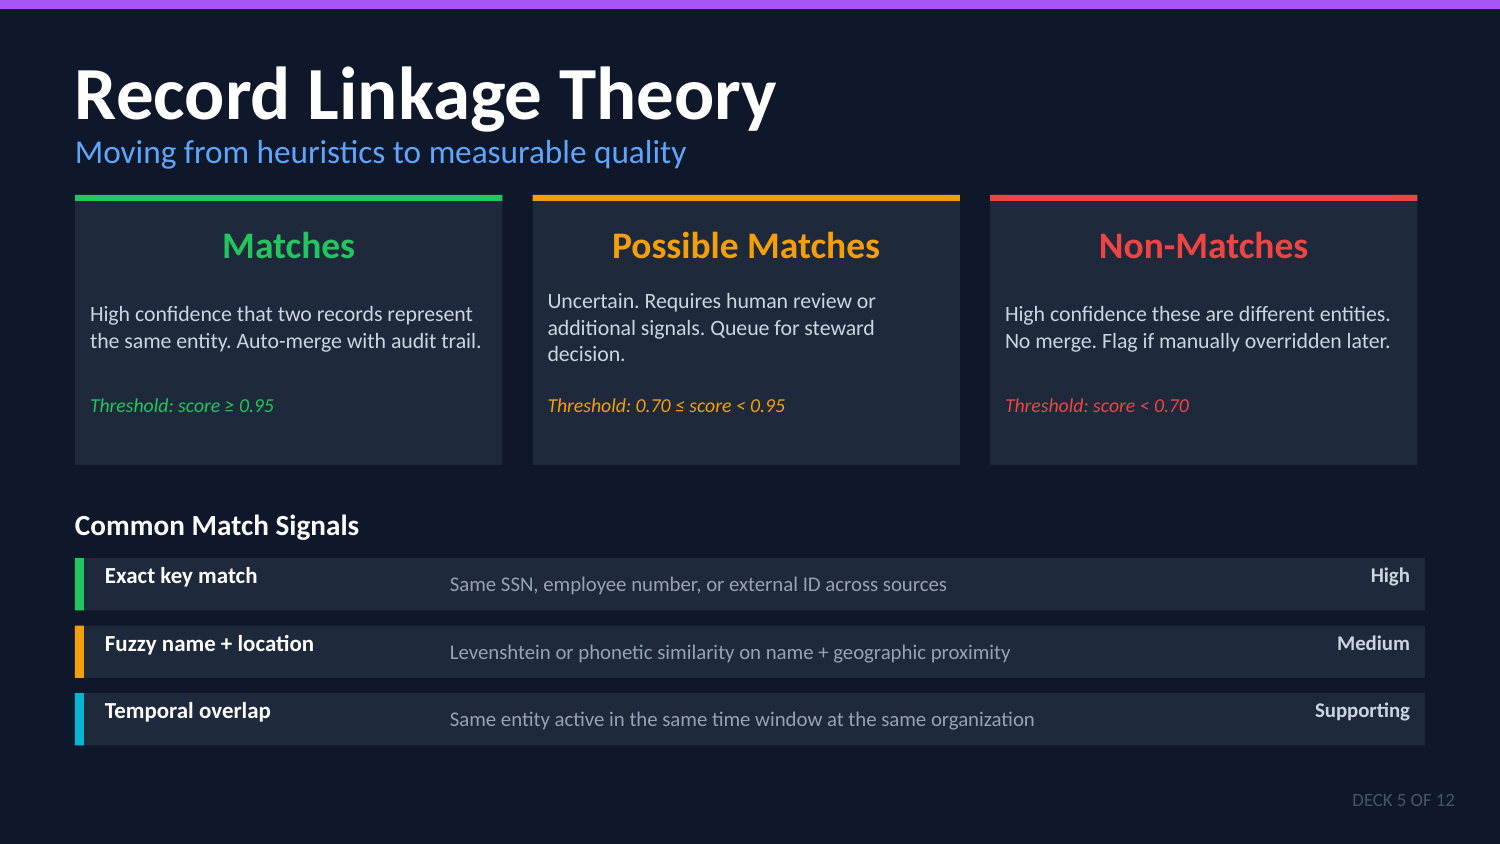 Record Linkage Theory
Moving from heuristics to measurable quality
Matches
High confidence that two records represent
the same entity. Auto-merge with audit trail.
Threshold: score ≥ 0.95
Possible Matches
Uncertain. Requires human review or
additional signals. Queue for steward
decision.
Threshold: 0.70 ≤ score < 0.95
Non-Matches
High confidence these are different entities.
No merge. Flag if manually overridden later.
Threshold: score < 0.70
Common Match Signals
Exact key match
Same SSN, employee number, or external ID across sources
High
Fuzzy name + location
Levenshtein or phonetic similarity on name + geographic proximity
Medium
Temporal overlap
Same entity active in the same time window at the same organization
Supporting
DECK 5 OF 12